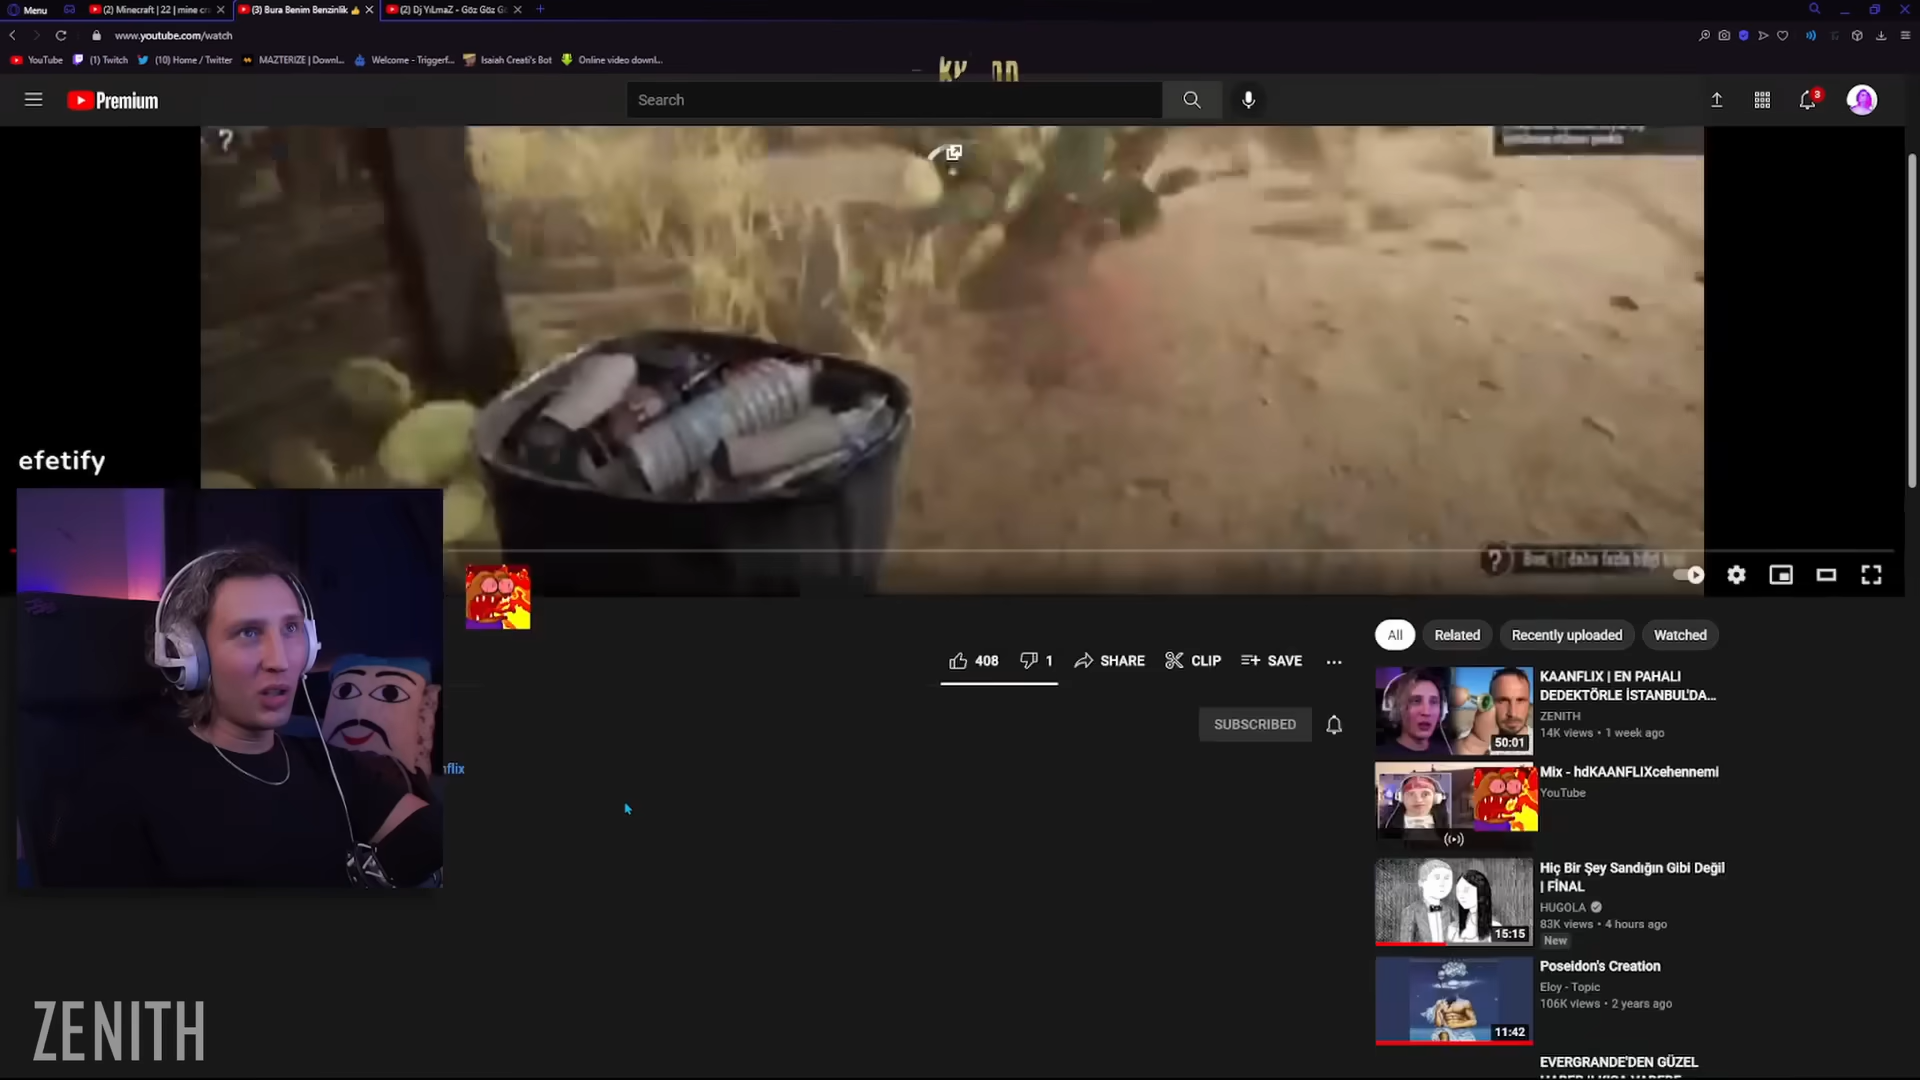 Menu
(2) Minecraft | 22 | mine cr
(3) Bura Benim Benzinlik 👍
(2) Dj YıLmaZ - Göz Göz G
www.youtube.com/watch
YouTube
(1) Twitch
(10) Home / Twitter
MAZTERIZE | Downl...
Welcome - Triggerf...
Isaiah Creati's Bot
Online video downl...
Premium
Search
3
?
efetify
?
408
1
SHARE
CLIP
SAVE
SUBSCRIBED
nflix
All
Related
Recently uploaded
Watched
KAANFLIX | EN PAHALI
DEDEKTÖRLE İSTANBUL'DA...
ZENITH
14K views • 1 week ago
50:01
Mix - hdKAANFLIXcehennemi
YouTube
Hiç Bir Şey Sandığın Gibi Değil
| FİNAL
HUGOLA
83K views • 4 hours ago
New
15:15
Poseidon's Creation
Eloy - Topic
106K views • 2 years ago
11:42
EVERGRANDE'DEN GÜZEL
ZENITH